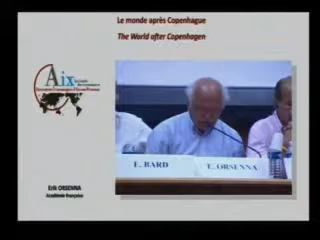 Le monde après Copenhague
The World after Copenhagen
Aix
E. BARD
E. ORSENNA
Erik ORSENNA
Académie française